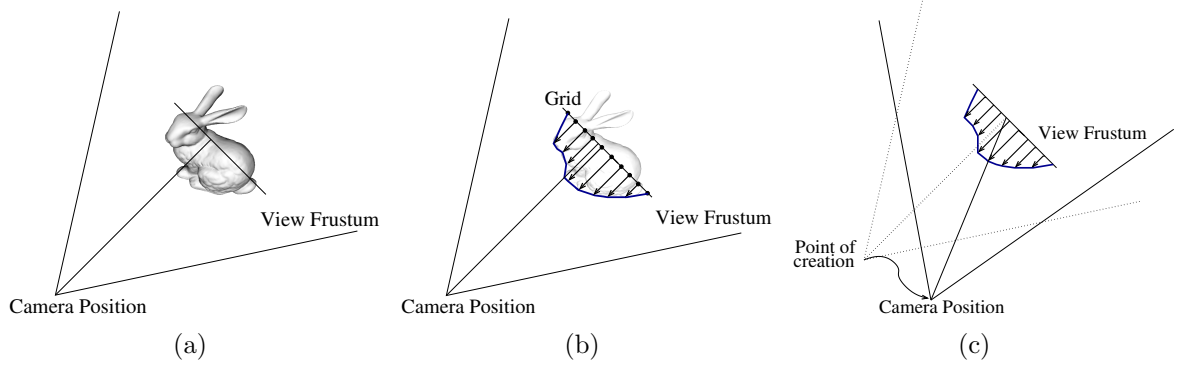 View Frustum
Camera Position
(a)
Grid
View Frustum
Camera Position
(b)
View Frustum
Point of
creation
Camera Position
(c)